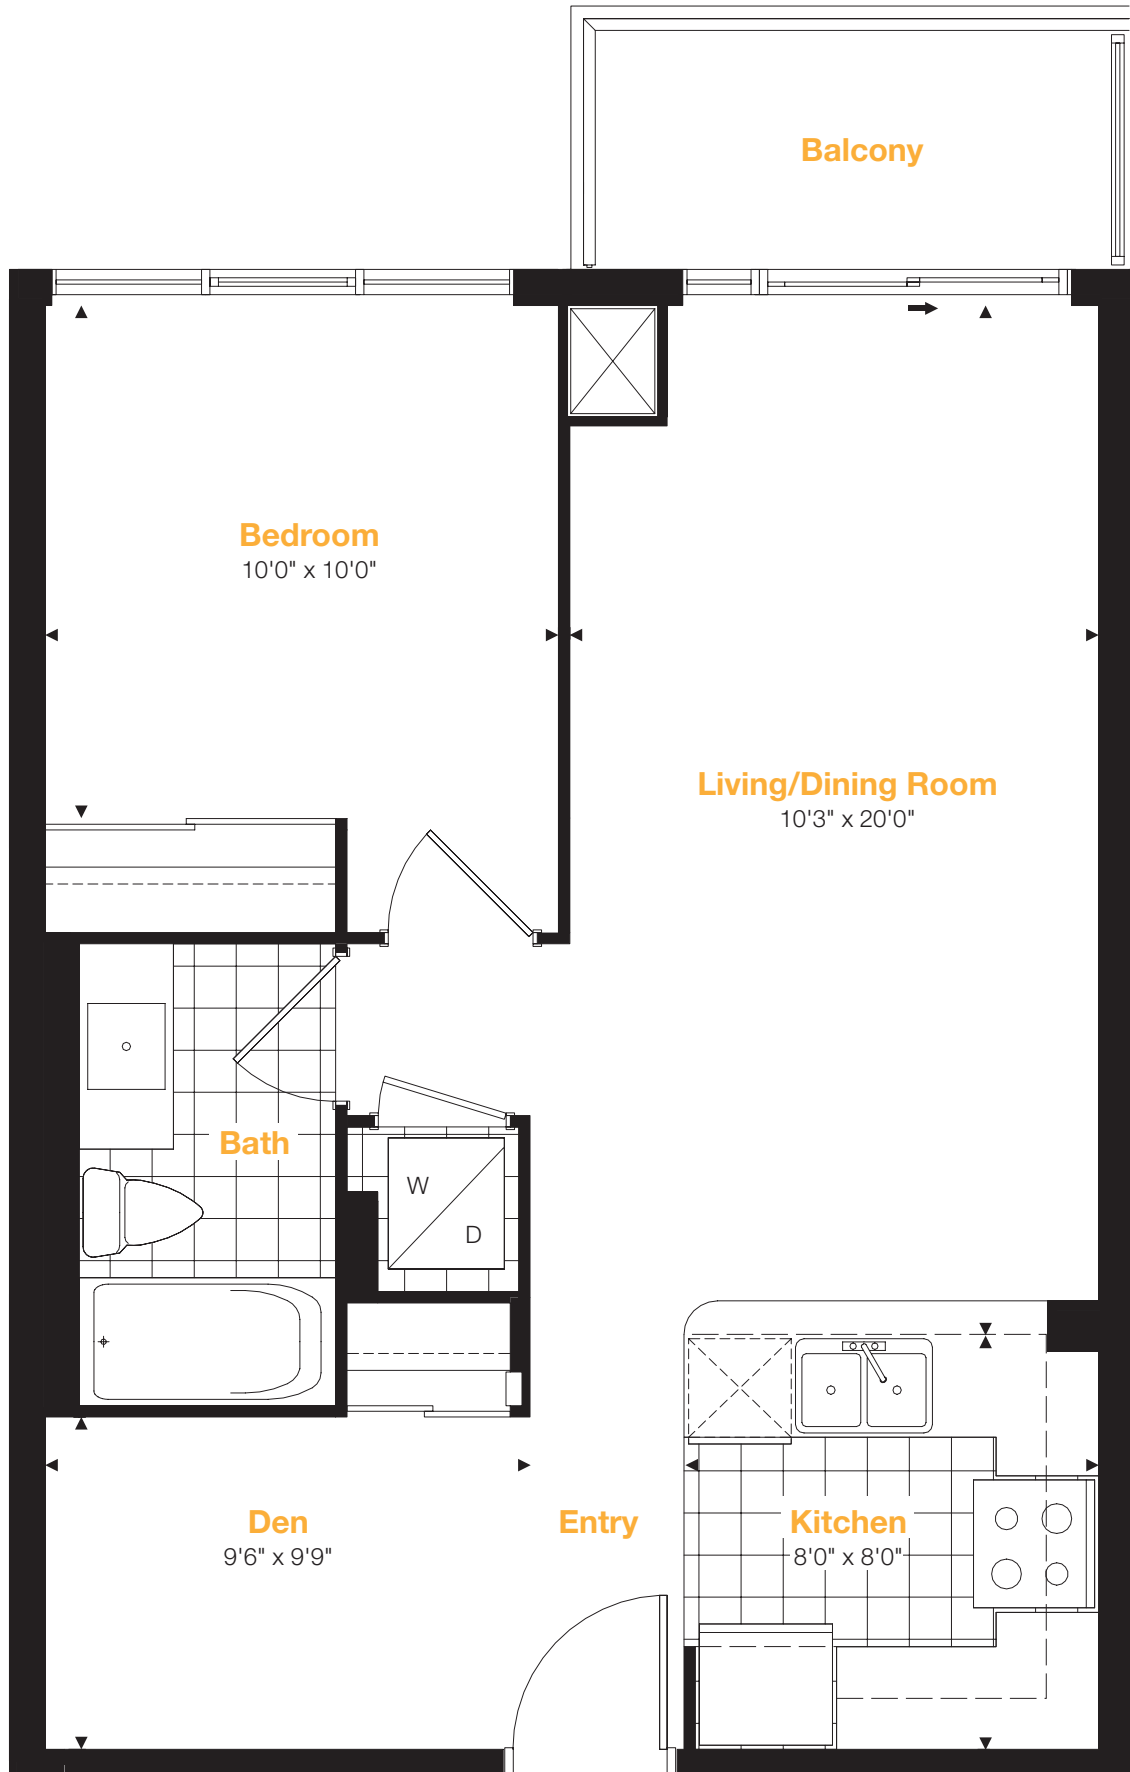 Balcony
Bedroom
10'0" x 10'0"
Living/Dining Room
10'3" x 20'0"
Bath
W
D
Den
9'6" x 9'9"
Entry
Kitchen
8'0" x 8'0"